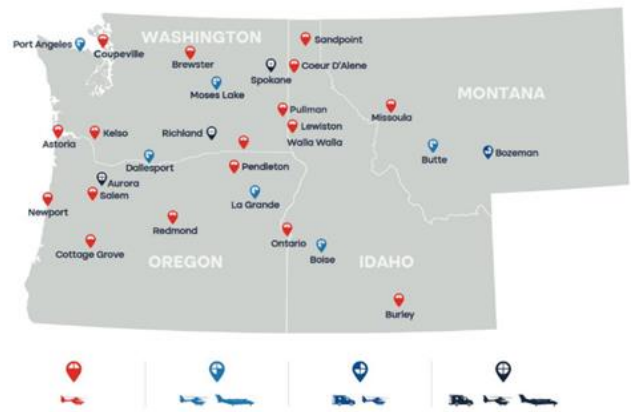 WASHINGTON
Sandpoint
Port Angeles
Coupeville
Brewster
Spokane
Coeur D'Alene
Moses Lake
MONTANA
Pullman
Missoula
Lewiston
Astoria
Kelso
Richland
Walla Walla
Butte
Bozeman
Dallesport
Pendleton
Aurora
Salem
La Grande
Newport
Redmond
Ontario
Cottage Grove
OREGON
Boise
IDAHO
Burley